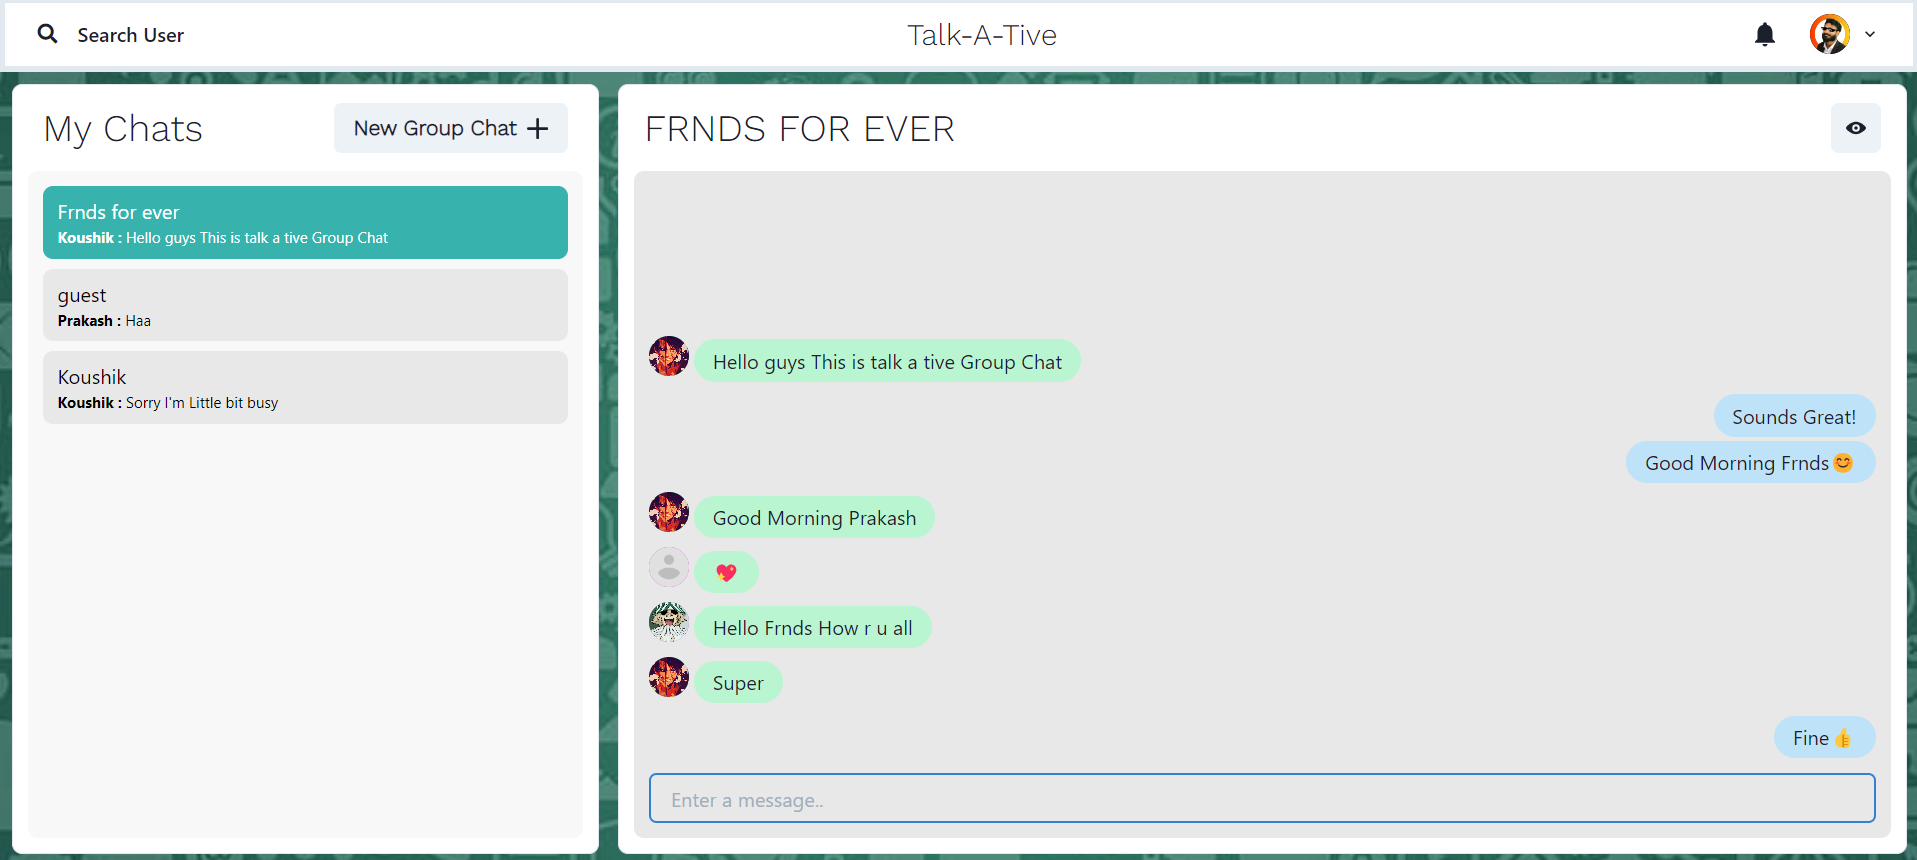 Search User
Talk-A-Tive
My Chats
New Group Chat
Frnds for ever
Koushik : Hello guys This is talk a tive Group Chat
guest
Prakash : Haa
Koushik
Koushik : Sorry I'm Little bit busy
FRNDS FOR EVER
Hello guys This is talk a tive Group Chat
Sounds Great!
Good Morning Frnds😊
Good Morning Prakash
💖
Hello Frnds How r u all
Super
Fine👍
Enter a message..